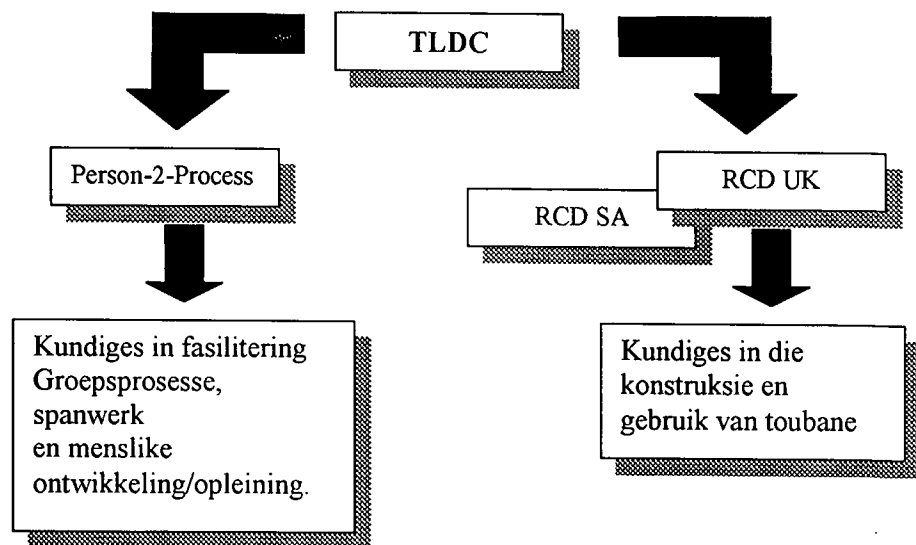 TLDC
Person-2-Process
RCD UK
RCD SA
Kundiges in fasilitering
Groepsprosesse,
spanwerk
en menslike
ontwikkeling/opleining.
Kundiges in die
konstruksie en
gebruik van toubane